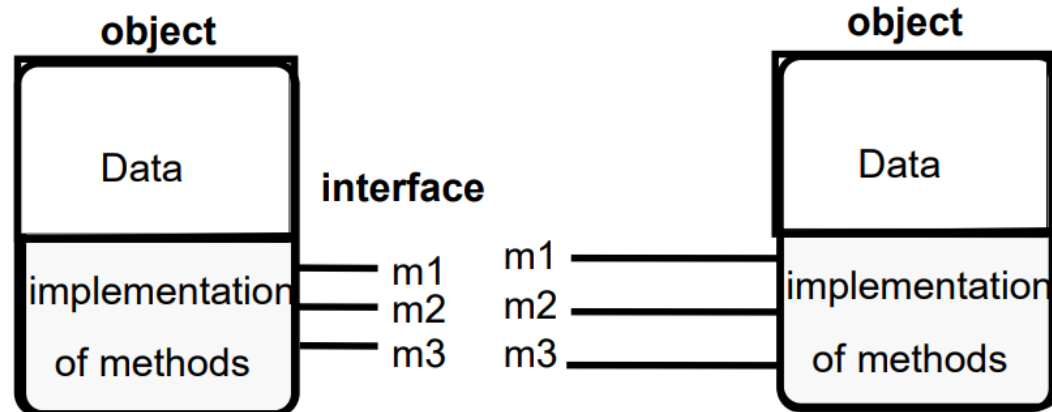 object
Data
implementation
of methods
interface
m1
m2
m3
m1
m2
m3
object
Data
implementation
of methods